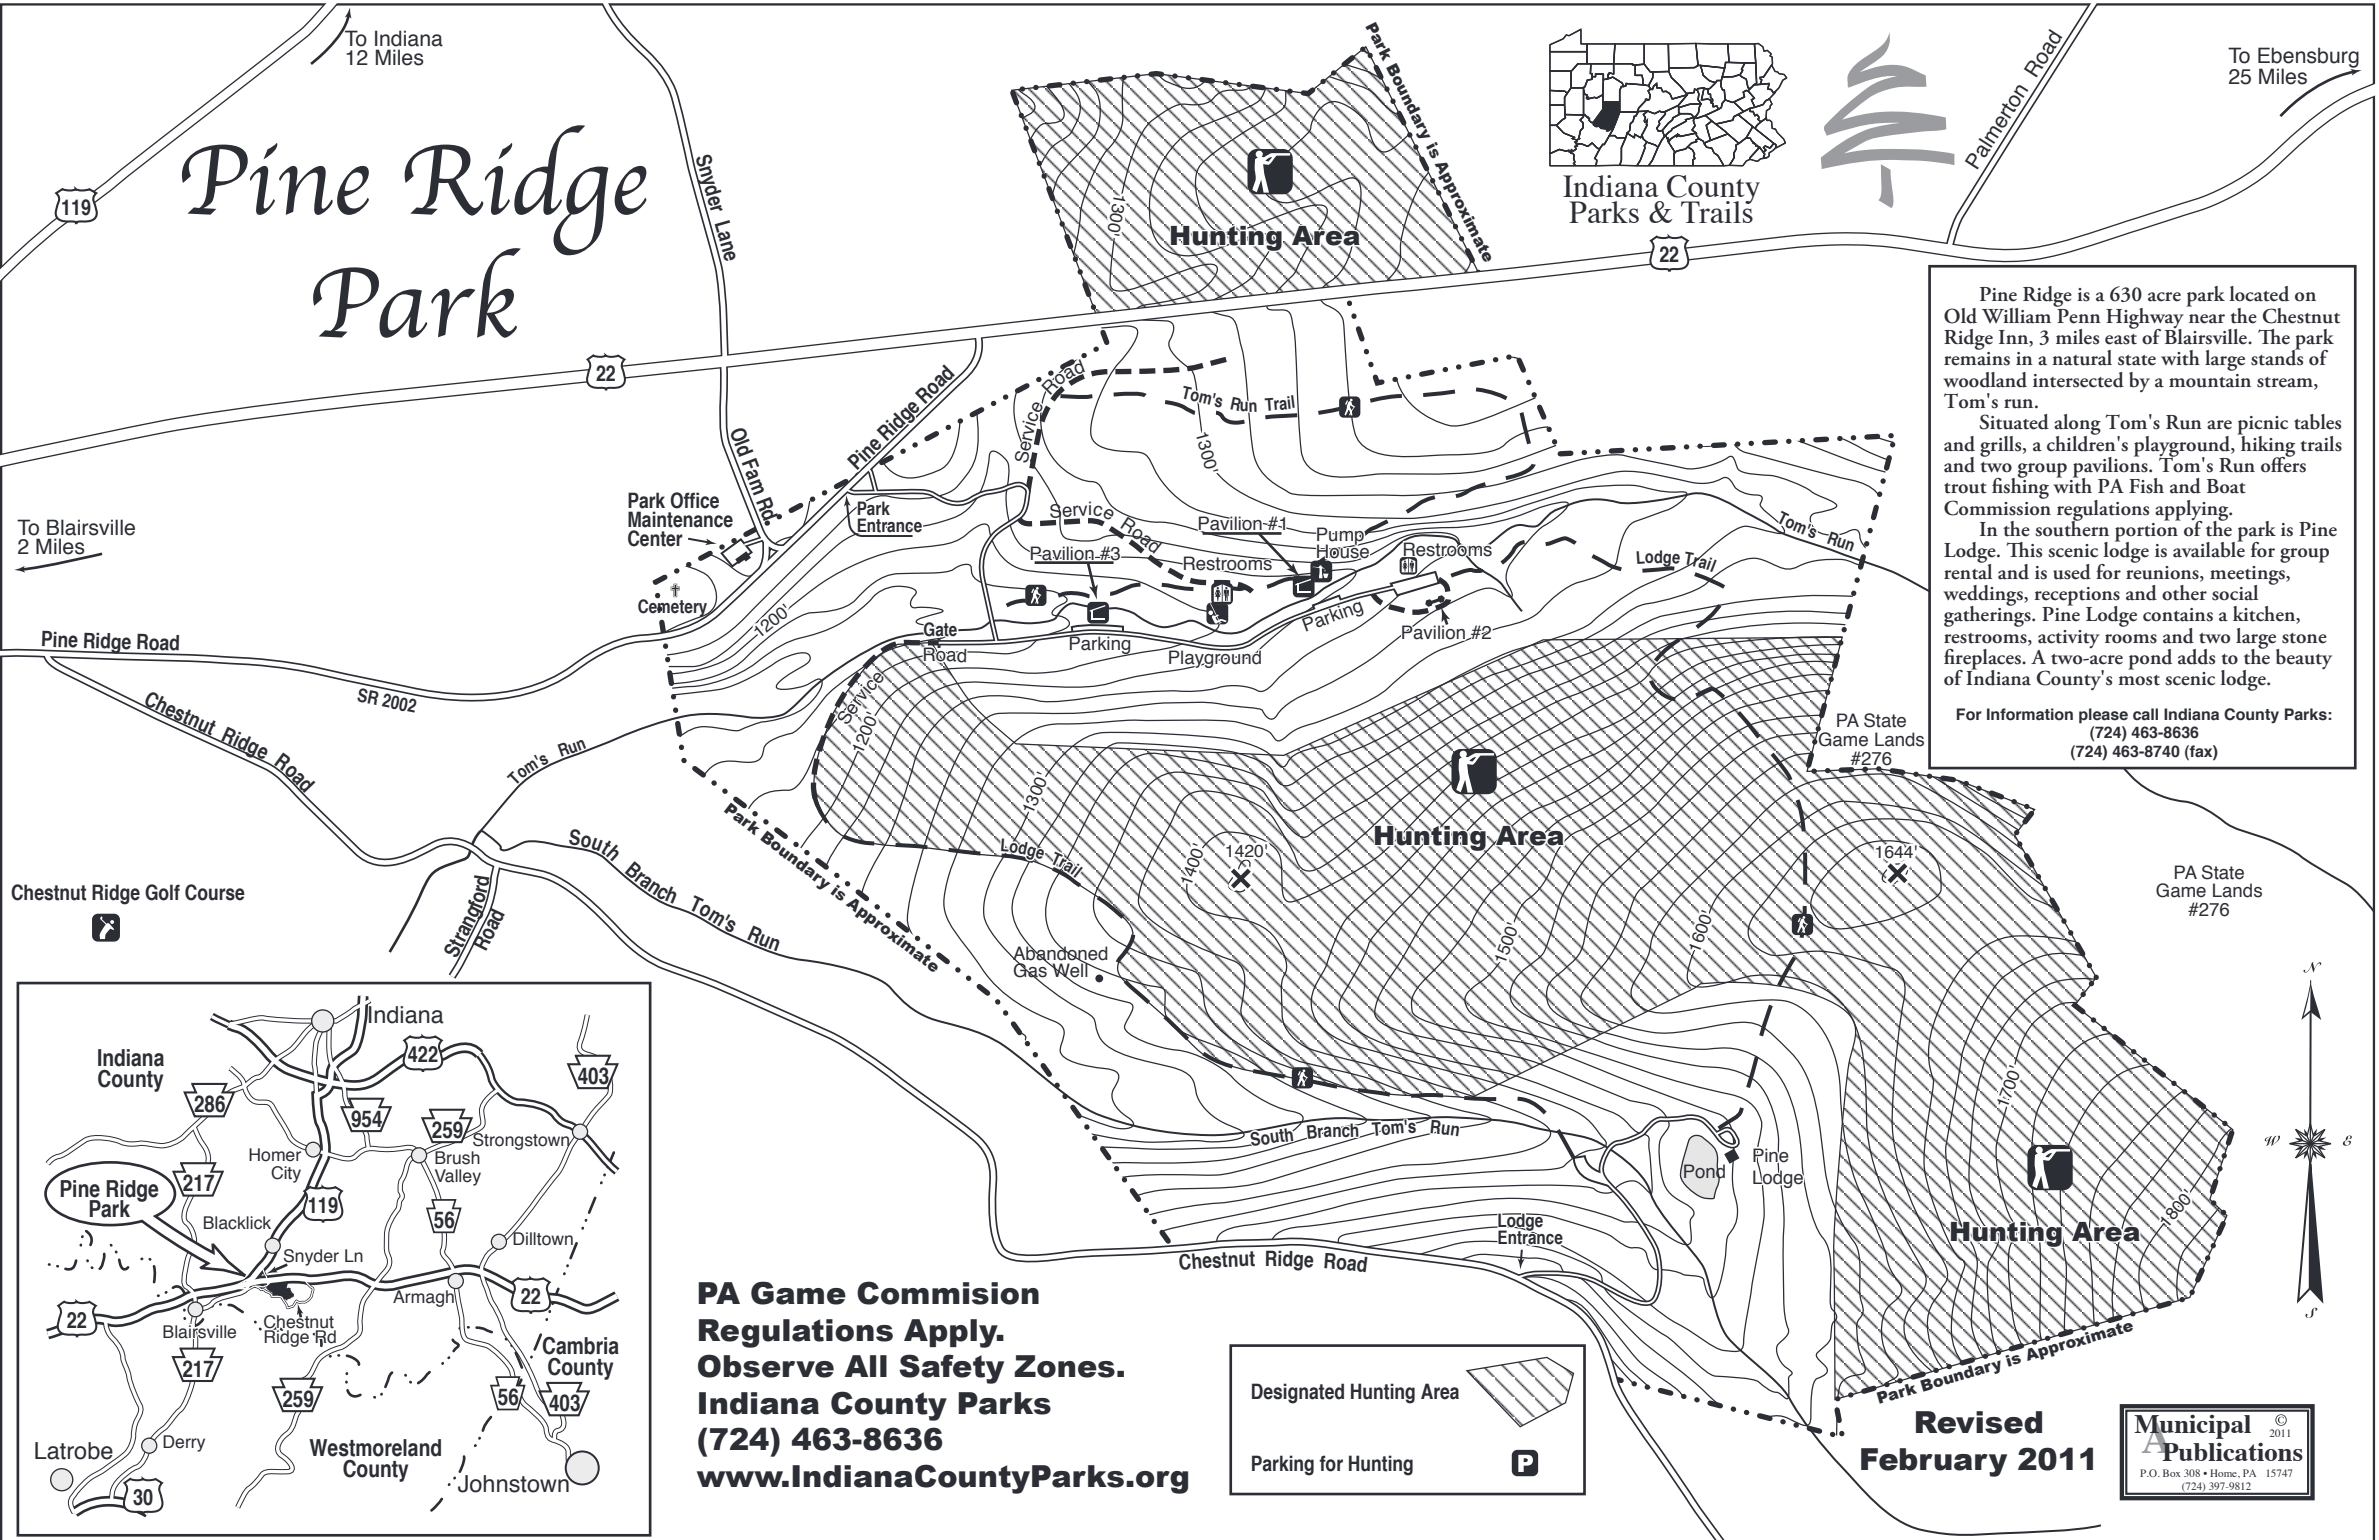 To Indiana
12 Miles
119
Pine Ridge
Park
Snyder Lane
Park Boundary is Approximate
1300'
Hunting Area
Indiana County
Parks & Trails
Palmerton Road
To Ebensburg
25 Miles
22
22
Pine Ridge is a 630 acre park located on
Old William Penn Highway near the Chestnut
Ridge Inn, 3 miles east of Blairsville. The park
remains in a natural state with large stands of
woodland intersected by a mountain stream,
Tom's run.
Situated along Tom's Run are picnic tables
and grills, a children's playground, hiking trails
and two group pavilions. Tom's Run offers
trout fishing with PA Fish and Boat
Commission regulations applying.
In the southern portion of the park is Pine
Lodge. This scenic lodge is available for group
rental and is used for reunions, meetings,
weddings, receptions and other social
gatherings. Pine Lodge contains a kitchen,
restrooms, activity rooms and two large stone
fireplaces. A two-acre pond adds to the beauty
of Indiana County's most scenic lodge.
For Information please call Indiana County Parks:
(724) 463-8636
(724) 463-8740 (fax)
Service Road
Tom's Run Trail
1300'
Old Fam Rd
Pine Ridge Road
Park Office
Maintenance
Center
Park
Entrance
To Blairsville
2 Miles
Service Road
Pavilion #1
Pump
House
Restrooms
Pavilion #3
Restrooms
Tom's Run
Lodge Trail
Cemetery
1200'
Gate
Parking
Parking
Pavilion #2
Playground
Service Road
1200'
Pine Ridge Road
SR 2002
Chestnut Ridge Road
Tom's Run
PA State
Game Lands
#276
1300'
Hunting Area
Park Boundary is Approximate
Lodge Trail
1400'
1420'
1644'
South Branch Tom's Run
PA State
Game Lands
#276
Chestnut Ridge Golf Course
Strangford
Road
Abandoned
Gas Well
1500'
1600'
N
W
E
S
1700'
South Branch Tom's Run
Pond
Pine
Lodge
Hunting Area
1800'
Lodge
Entrance
Chestnut Ridge Road
Park Boundary is Approximate
Indiana
Indiana
County
422
403
286
954
259
Strongstown
Homer
City
Brush
Valley
217
Pine Ridge
Park
119
56
Blacklick
Dilltown
Snyder Ln
22
Armagh
22
Blairsville
Chestnut
Ridge Rd
217
Cambria
County
259
56
403
Latrobe
Derry
Westmoreland
County
Johnstown
30
PA Game Commision
Regulations Apply.
Observe All Safety Zones.
Indiana County Parks
(724) 463-8636
www.IndianaCountyParks.org
Designated Hunting Area
Parking for Hunting
P
Revised
February 2011
A
Municipal
Publications
©
2011
P.O. Box 308 • Home, PA 15747
(724) 397-9812